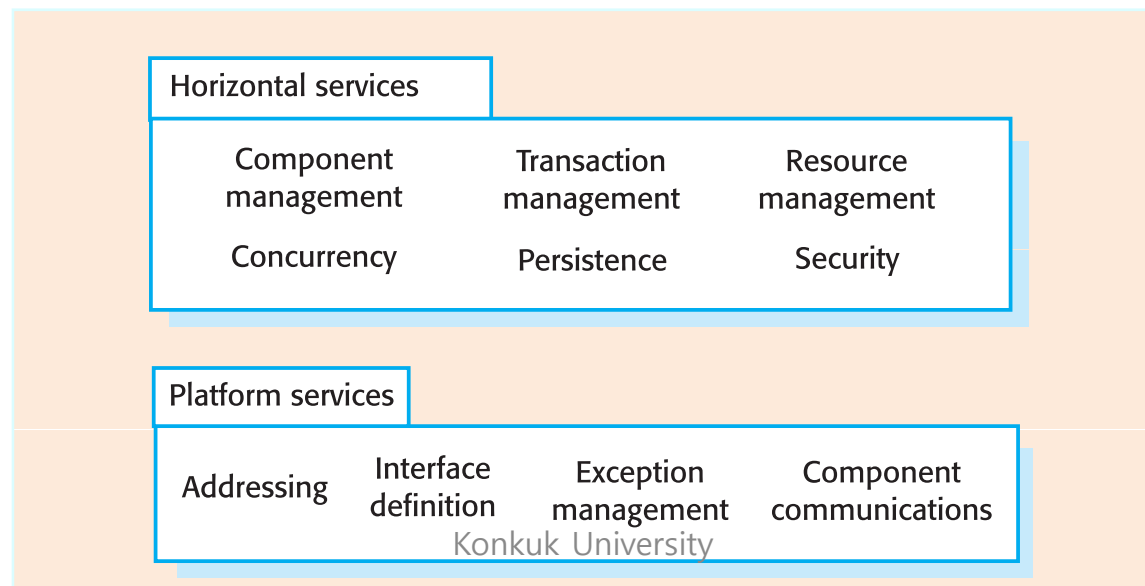 Horizontal services
Component Transaction Resource
management management management
Concurrency Persistence Security
Platform services
Addressing
Interface Exception Component
definition management communications
Konkuk University